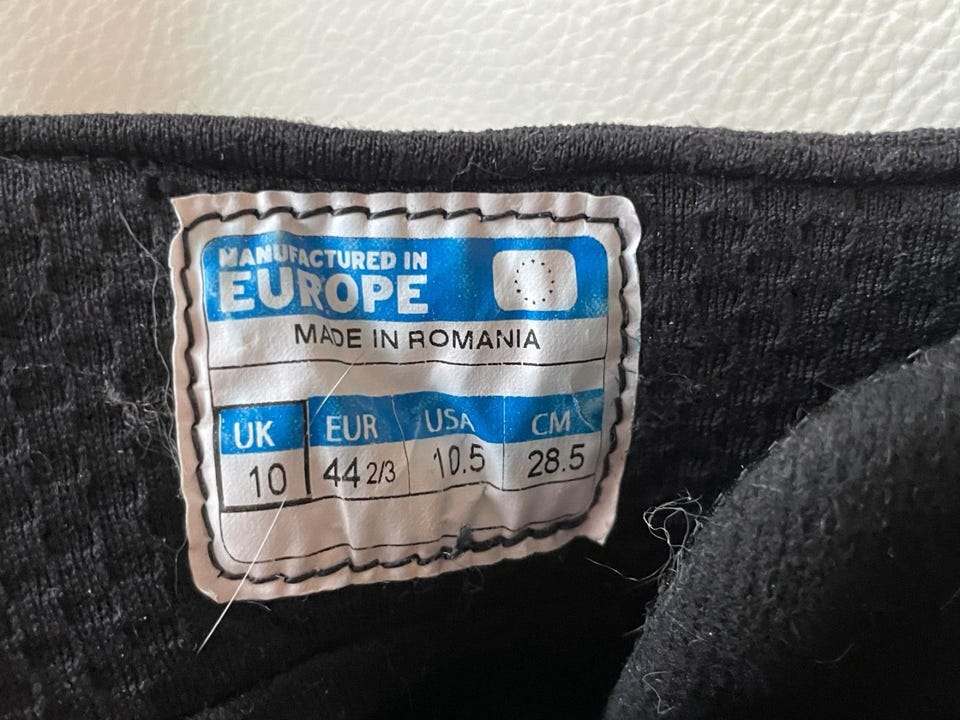 MANUFACTURED IN
EUROPE
MADE IN ROMANIA
UK EUR USA CM
10 44 2/3 10.5 28.5